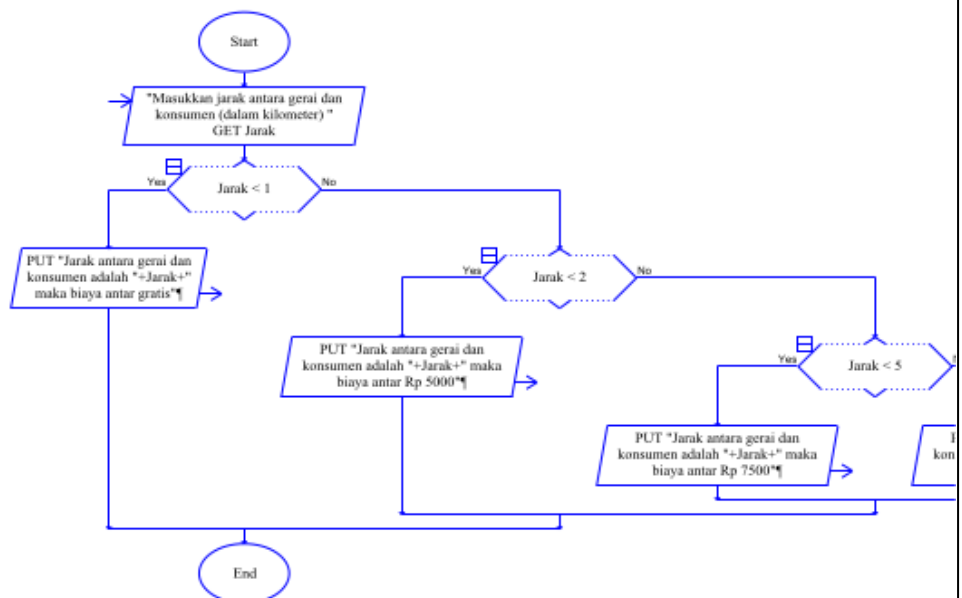 Start
"Masukkan jarak antara gerai dan
konsumen (dalam kilometer) "
GET Jarak
Yes
Jarak < 1
No
PUT "Jarak antara gerai dan
konsumen adalah "+Jarak+"
maka biaya antar gratis"¶
Yes
Jarak < 2
No
PUT "Jarak antara gerai dan
konsumen adalah "+Jarak+" maka
biaya antar Rp 5000"¶
Yes
Jarak < 5
PUT "Jarak antara gerai dan
konsumen adalah "+Jarak+" maka
biaya antar Rp 7500"¶
End